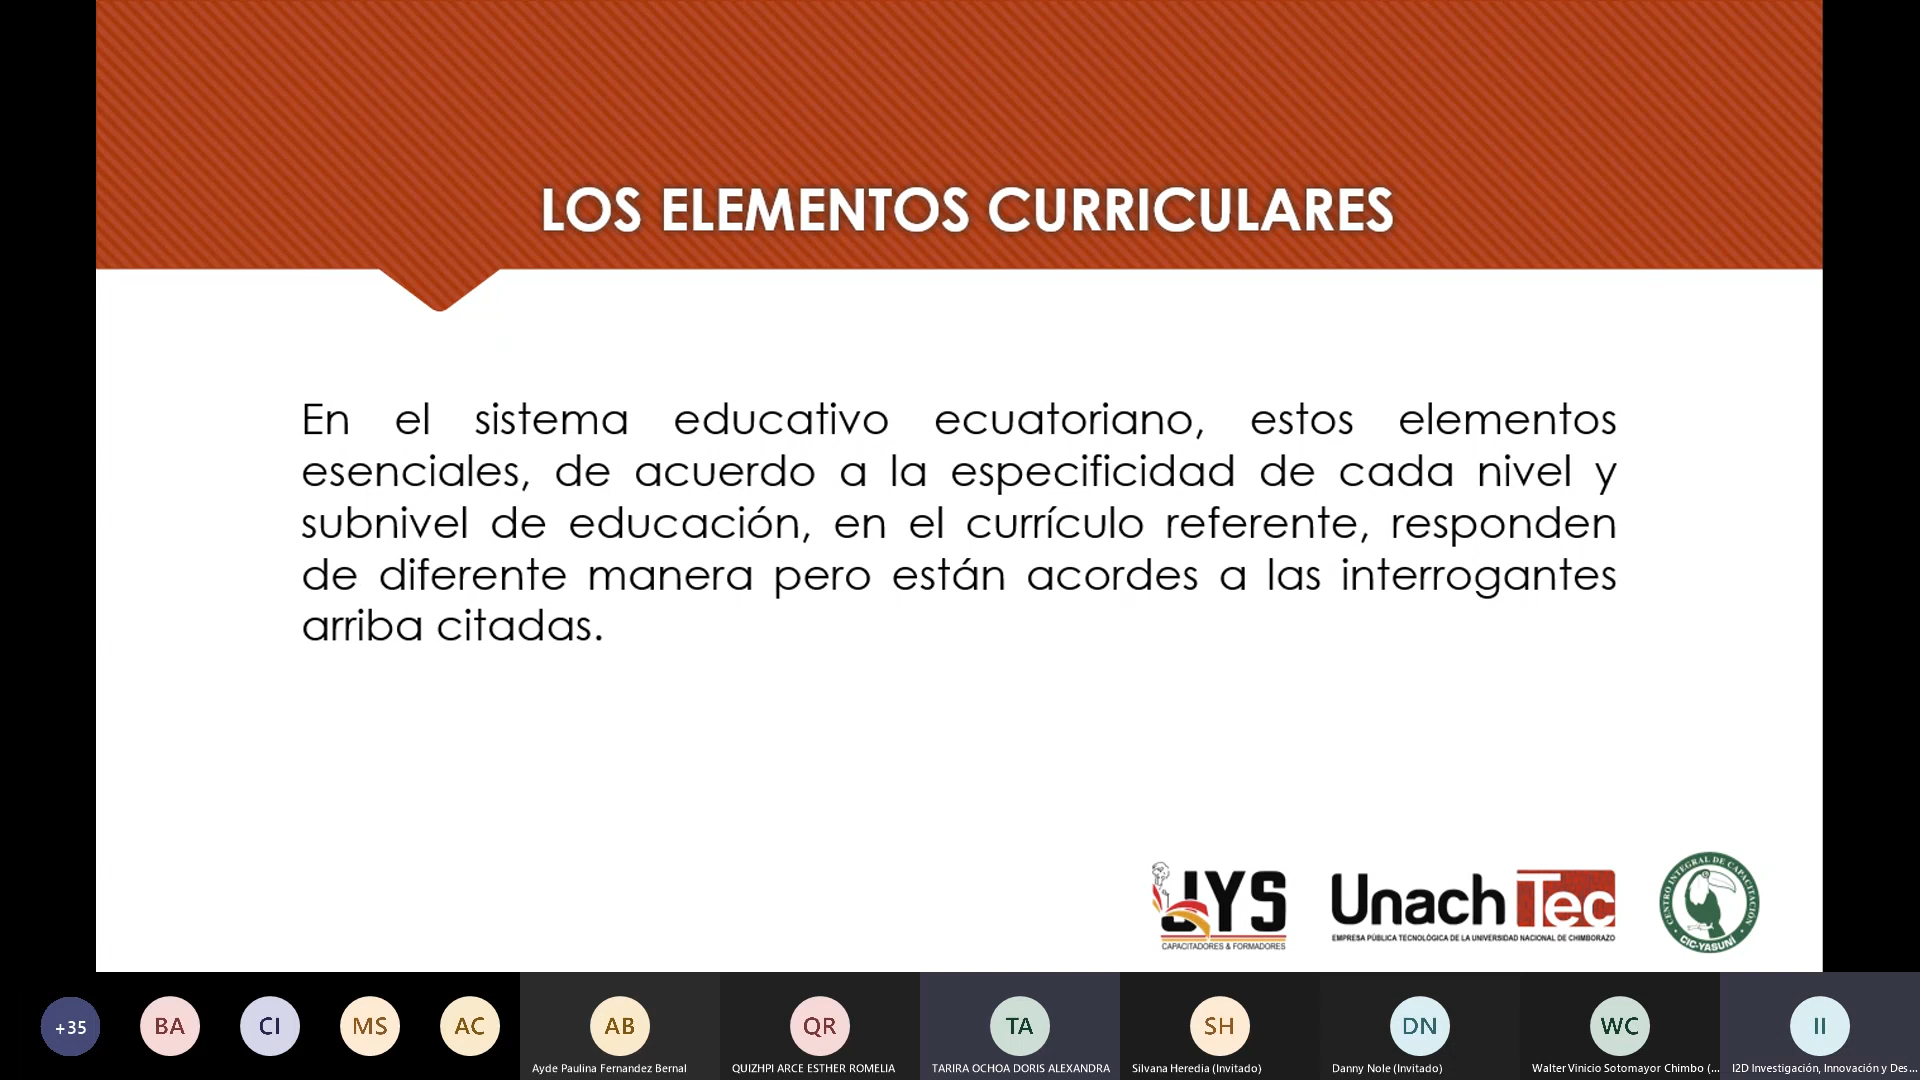 LOS ELEMENTOS CURRICULARES
En el sistema educativo ecuatoriano, estos elementos
esenciales, de acuerdo a la especificidad de cada nivel y
subnivel de educación, en el currículo referente, responden
de diferente manera pero están acordes a las interrogantes
arriba citadas.
JYS
CAPACITADORES & FORMADORES
UnachTec
EMPRESA PÚBLICA TECNOLÓGICA DE LA UNIVERSIDAD NACIONAL DE CHIMBORAZO
CENTRO INTEGRAL DE CAPACITACIÓN
CIC-YASUNÍ
+35
BA
CI
MS
AC
AB
QR
TA
SH
DN
WC
II
Ayde Paulina Fernandez Bernal
QUIZHPI ARCE ESTHER ROMELIA
TARIRA OCHOA DORIS ALEXANDRA
Silvana Heredia (Invitado)
Danny Nole (Invitado)
Walter Vinicio Sotomayor Chimbo (...
I2D Investigación, Innovación y Des...